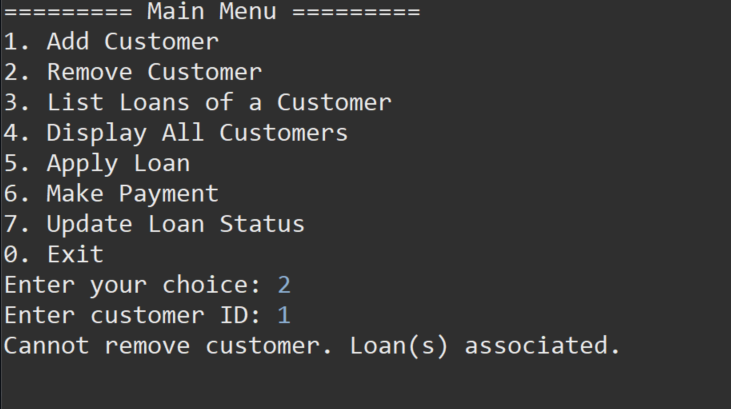 ========= Main Menu =========
1. Add Customer
2. Remove Customer
3. List Loans of a Customer
4. Display All Customers
5. Apply Loan
6. Make Payment
7. Update Loan Status
0. Exit
Enter your choice: 2
Enter customer ID: 1
Cannot remove customer. Loan(s) associated.